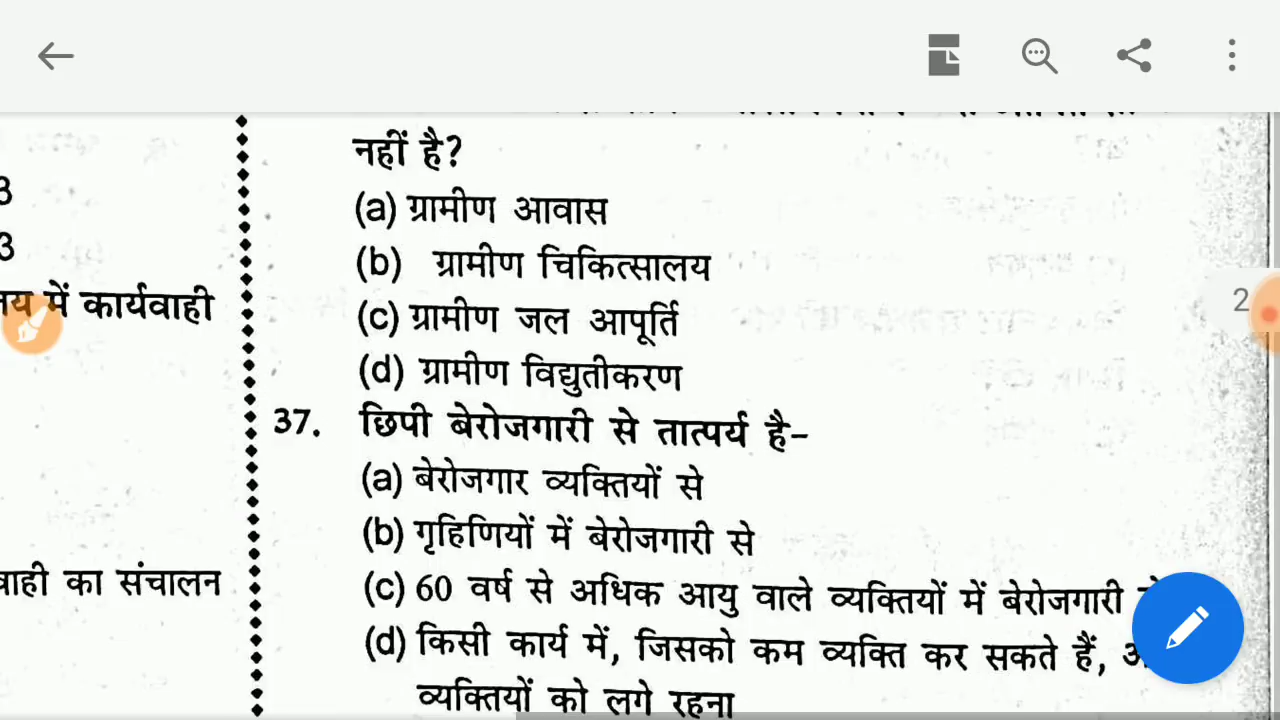 नहीं है?
(a) ग्रामीण आवास
(b) ग्रामीण चिकित्सालय
(c) ग्रामीण जल आपूर्ति
(d) ग्रामीण विद्युतीकरण
37. छिपी बेरोजगारी से तात्पर्य है–
(a) बेरोजगार व्यक्तियों से
(b) गृहिणियों में बेरोजगारी से
(c) 60 वर्ष से अधिक आयु वाले व्यक्तियों में बेरोजगारी
(d) किसी कार्य में, जिसको कम व्यक्ति कर सकते हैं,
व्यक्तियों को लगे रहना
3
3
में कार्यवाही
का संचालन
2